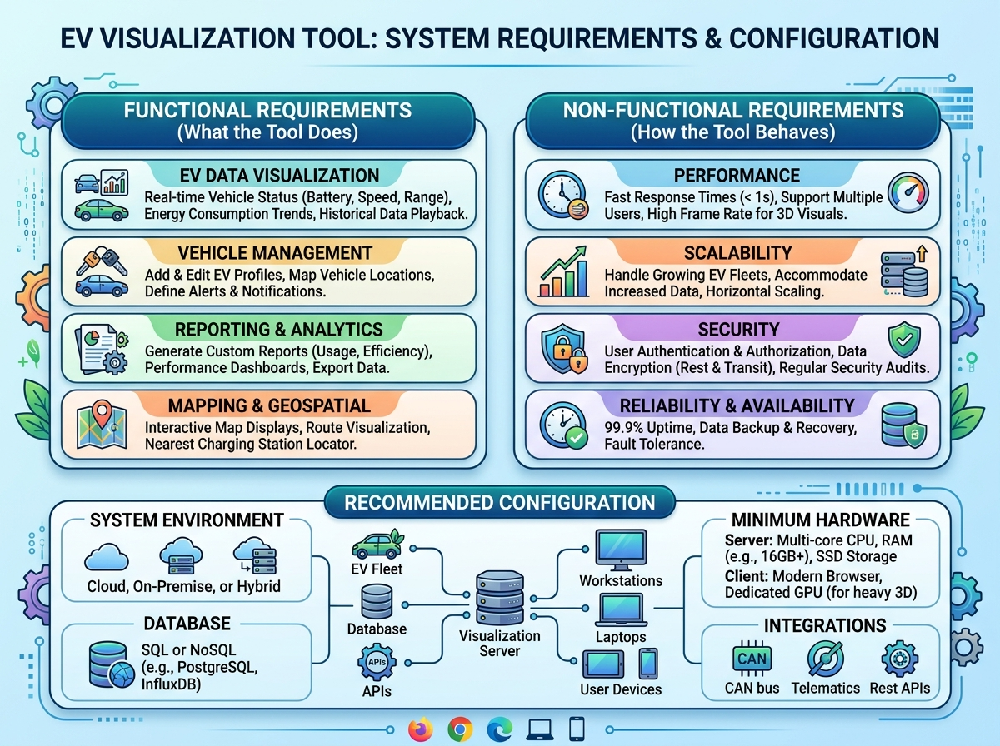 EV VISUALIZATION TOOL: SYSTEM REQUIREMENTS & CONFIGURATION
FUNCTIONAL REQUIREMENTS
(What the Tool Does)
EV DATA VISUALIZATION
Real-time Vehicle Status (Battery, Speed, Range),
Energy Consumption Trends, Historical Data Playback.
VEHICLE MANAGEMENT
Add & Edit EV Profiles, Map Vehicle Locations,
Define Alerts & Notifications.
REPORTING & ANALYTICS
Generate Custom Reports (Usage, Efficiency),
Performance Dashboards, Export Data.
MAPPING & GEOSPATIAL
Interactive Map Displays, Route Visualization,
Nearest Charging Station Locator.
NON-FUNCTIONAL REQUIREMENTS
(How the Tool Behaves)
PERFORMANCE
Fast Response Times (< 1s), Support Multiple
Users, High Frame Rate for 3D Visuals.
SCALABILITY
Handle Growing EV Fleets, Accommodate
Increased Data, Horizontal Scaling.
SECURITY
User Authentication & Authorization, Data
Encryption (Rest & Transit), Regular Security Audits.
RELIABILITY & AVAILABILITY
99.9% Uptime, Data Backup & Recovery,
Fault Tolerance.
RECOMMENDED CONFIGURATION
SYSTEM ENVIRONMENT
Cloud, On-Premise, or Hybrid
DATABASE
SQL or NoSQL
(e.g., PostgreSQL,
InfluxDB)
EV Fleet
Database
APIs
APIs
Visualization
Server
Workstations
Laptops
User Devices
MINIMUM HARDWARE
Server: Multi-core CPU, RAM
(e.g., 16GB+), SSD Storage
Client: Modern Browser,
Dedicated GPU (for heavy 3D)
INTEGRATIONS
CAN
CAN bus
Telematics
Rest APIs